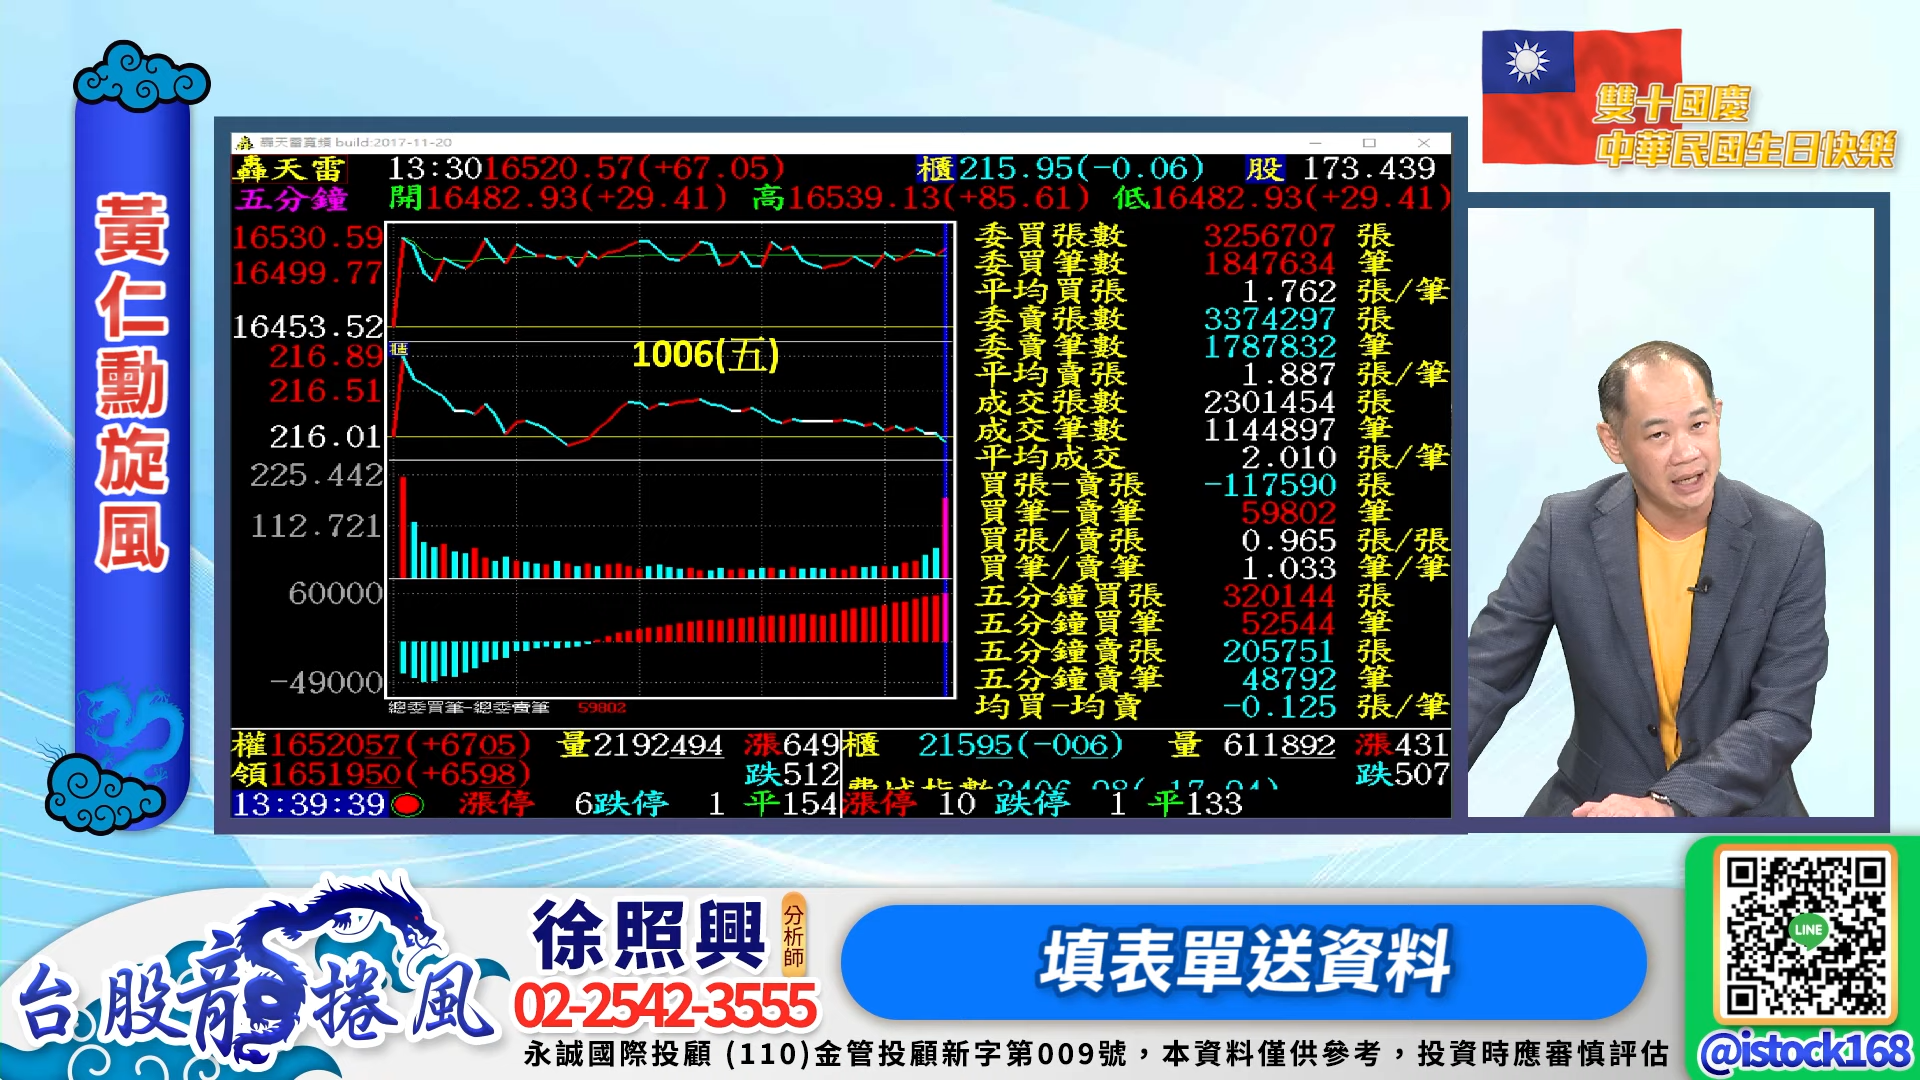 雙十國慶
中華民國生日快樂
黃仁勳旋風
轟天雷寬頻 build:2017-11-20
轟天雷 13:30 16520.57(+67.05) 櫃 215.95(-0.06) 股 173.439
五分鐘 開16482.93(+29.41) 高16539.13(+85.61) 低16482.93(+29.41)
16530.59
16499.77
16453.52
216.89
216.51
216.01
225.442
112.721
60000
-49000
櫃
1006(五)
總委買筆-總委賣筆 59802
委買張數 3256707 張
委買筆數 1847634 筆
平均買張 1.762 張/筆
委賣張數 3374297 張
委賣筆數 1787832 筆
平均賣張 1.887 張/筆
成交張數 2301454 張
成交筆數 1144897 筆
平均成交 2.010 張/筆
買張-賣張 -117590 張
買筆-賣筆 59802 筆
買張/賣張 0.965 張/張
買筆/賣筆 1.033 筆/筆
五分鐘買張 320144 張
五分鐘買筆 52544 筆
五分鐘賣張 205751 張
五分鐘賣筆 48792 筆
均買-均賣 -0.125 張/筆
權1652057(+6705) 量2192494 漲649 櫃 21595(-006) 量 611892 漲431
領1651950(+6598) 跌512 跌507
13:39:39 漲停 6 跌停 1 平154 漲停 10 跌停 1 平133
台股龍捲風
徐照興 分析師
02-2542-3555
填表單送資料
LINE
@istock168
永誠國際投顧 (110)金管投顧新字第009號，本資料僅供參考，投資時應審慎評估